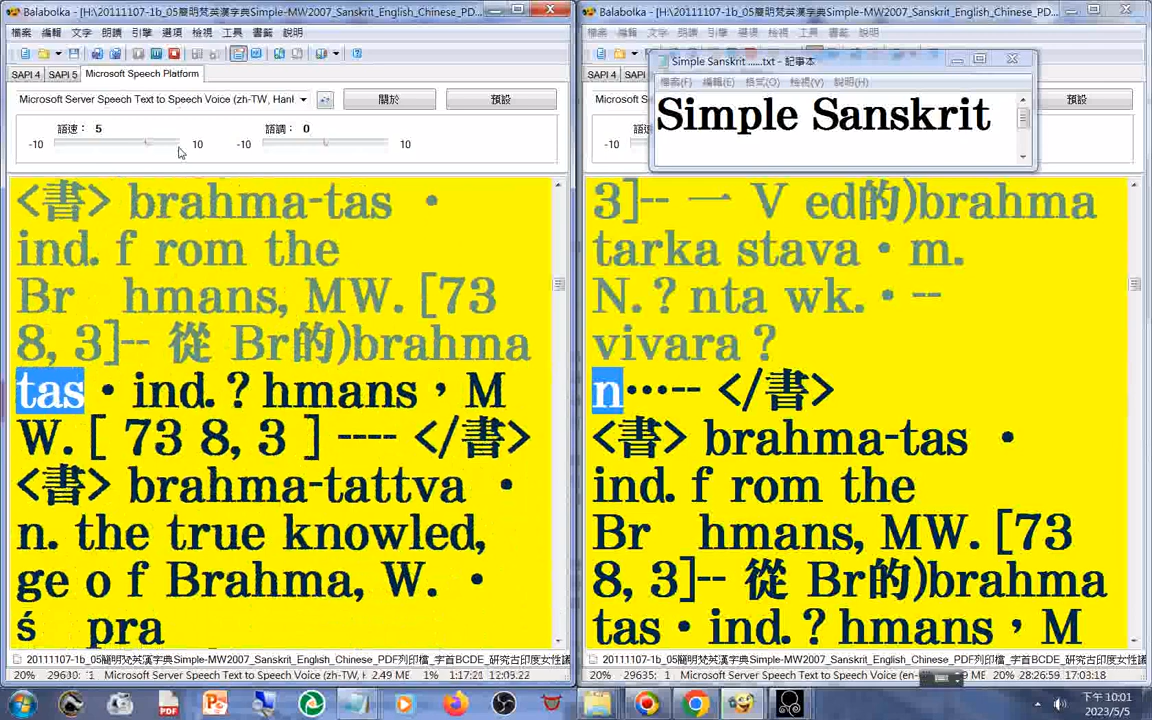 Balabolka - [H:\20111107-1b_05簡明梵英漢字典Simple-MW2007_Sanskrit_English_Chinese_PD...
檔案 編輯 文字 朗讀 引擎 選項 檢視 工具 書籤 說明
SAPI 4 SAPI 5 Microsoft Speech Platform
Microsoft Server Speech Text to Speech Voice (zh-TW, HanH 關於 預設
語速: 5 語調: 0
-10 10 -10 10
<書> brahma-tas •
ind. f rom the
Br hmans, MW. [73
8, 3]-- 從 Br的)brahma
tas • ind. ? hmans , M
W. [ 73 8, 3 ] ---- </書>
<書> brahma-tattva •
n. the true knowled,
ge o f Brahma, W. •
ś pra
20111107-1b_05簡明梵英漢字典Simple-MW2007_Sanskrit_English_Chinese_PDF列印檔_字首BCDE_研究古印度女性議
Microsoft Server Speech Text to Speech Voice (zh-TW, H 2.49 MB 1% 1:17:21
Balabolka - [H:\20111107-1b_05簡明梵英漢字典Simple-MW2007_Sanskrit_English_Chinese_PD...
Simple Sanskrit ......txt - 記事本
檔案(F) 編輯(E) 格式(O) 檢視(V) 說明(H)
Simple Sanskrit
SAPI 4 SAPI
預設
-10 10
3]-- 一 V ed的)brahma
tarka stava • m.
N. ? nta wk. • --
vivara ?
n…-- </書>
<書> brahma-tas •
ind. f rom the
Br hmans, MW. [73
8, 3]-- 從 Br的)brahma
tas • ind. ? hmans , M
20111107-1b_05簡明梵英漢字典Simple-MW2007_Sanskrit_English_Chinese_PDF列印檔_字首BCDE_研究古印度女性議
20% 29635: 1 Microsoft Server Speech Text to Speech Voice (zh-TW, H 20% 28:26:59 17:03:18
下午 10:01
2023/5/5